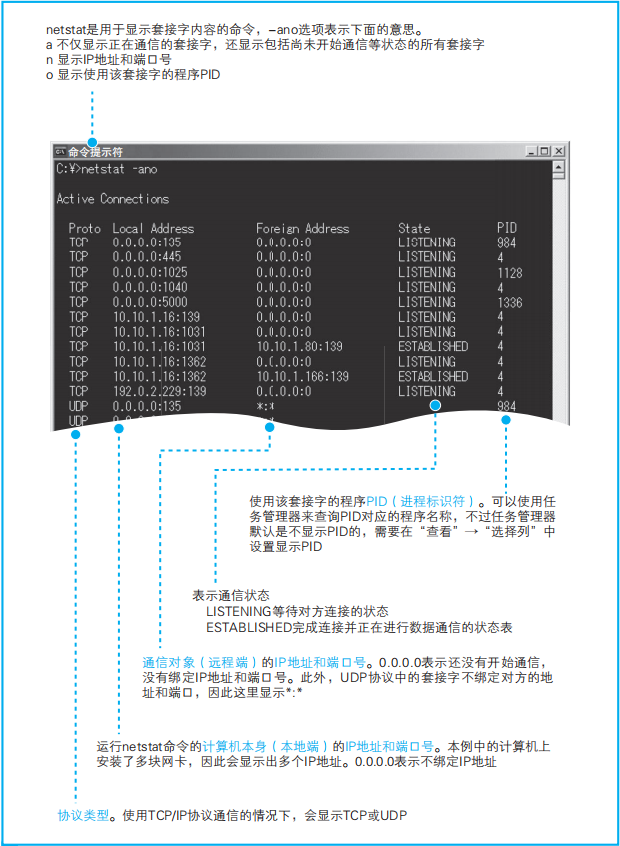 netstat是用于显示套接字内容的命令，–ano选项表示下面的意思。
a 不仅显示正在通信的套接字，还显示包括尚未开始通信等状态的所有套接字
n 显示IP地址和端口号
o 显示使用该套接字的程序PID
命令提示符
C:¥>netstat -ano
Active Connections
Proto Local Address Foreign Address State PID
TCP 0.0.0.0:135 0.0.0.0:0 LISTENING 984
TCP 0.0.0.0:445 0.0.0.0:0 LISTENING 4
TCP 0.0.0.0:1025 0.0.0.0:0 LISTENING 1128
TCP 0.0.0.0:1040 0.0.0.0:0 LISTENING 4
TCP 0.0.0.0:5000 0.0.0.0:0 LISTENING 1336
TCP 10.10.1.16:139 0.0.0.0:0 LISTENING 4
TCP 10.10.1.16:1031 0.0.0.0:0 LISTENING 4
TCP 10.10.1.16:1031 10.10.1.80:139 ESTABLISHED 4
TCP 10.10.1.16:1362 0.0.0.0:0 LISTENING 4
TCP 10.10.1.16:1362 10.10.1.166:139 ESTABLISHED 4
TCP 192.0.2.229:139 0.0.0.0:0 LISTENING 4
UDP 0.0.0.0:135 *:* 984
UDP
使用该套接字的程序PID（进程标识符）。可以使用任
务管理器来查询PID对应的程序名称，不过任务管理器
默认是不显示PID的，需要在“查看”→“选择列”中
设置显示PID
表示通信状态
LISTENING等待对方连接的状态
ESTABLISHED完成连接并正在进行数据通信的状态表
通信对象（远程端）的IP地址和端口号。0.0.0.0表示还没有开始通信，
没有绑定IP地址和端口号。此外，UDP协议中的套接字不绑定对方的地
址和端口，因此这里显示*:*
运行netstat命令的计算机本身（本地端）的IP地址和端口号。本例中的计算机上
安装了多块网卡，因此会显示出多个IP地址。0.0.0.0表示不绑定IP地址
协议类型。使用TCP/IP协议通信的情况下，会显示TCP或UDP